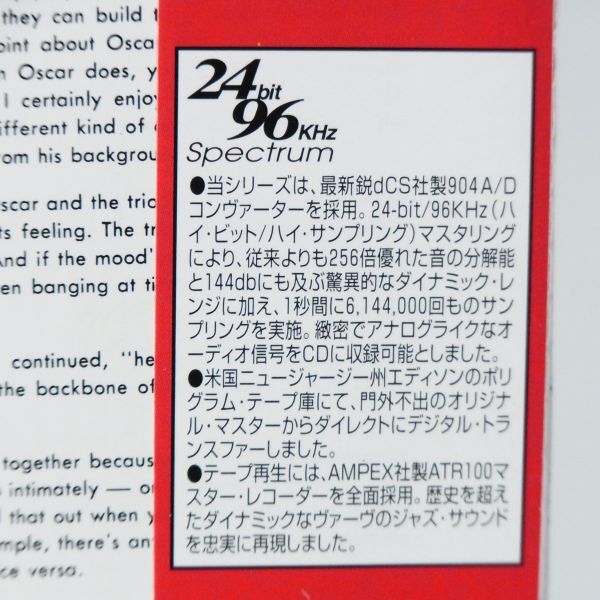 they can build
oint about Osca
Oscar does, y
I certainly enjoy
ifferent kind of
rom his backgrou
scar and the trio
ts feeling. The tr
And if the mood'
en banging at ti
continued, "he
the backbone of
together becaus
intimately — o
that out when y
mple, there's an
ce versa.
24bit
96KHz
Spectrum
●当シリーズは、最新鋭dCS社製904A/D
コンヴァーターを採用。24-bit/96KHz(ハ
イ・ビット/ハイ・サンプリング)マスタリング
により、従来よりも256倍優れた音の分解能
と144dbにも及ぶ驚異的なダイナミック・レ
ンジに加え、1秒間に6,144,000回ものサン
プリングを実施。緻密でアナログライクなオ
ーディオ信号をCDに収録可能としました。
●米国ニュージャージー州エディソンのポリ
グラム・テープ庫にて、門外不出のオリジナ
ル・マスターからダイレクトにデジタル・トラ
ンスファーしました。
●テープ再生には、AMPEX社製ATR100マ
スター・レコーダーを全面採用。歴史を超え
たダイナミックなヴァーヴのジャズ・サウンド
を忠実に再現しました。